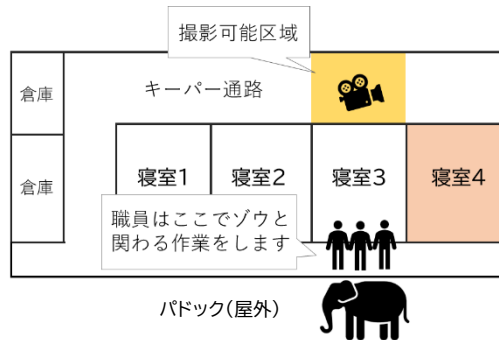 撮影可能区域
倉庫
キーパー通路
倉庫
寝室1
寝室2
寝室3
寝室4
職員はここでゾウと
関わる作業をします
パドック(屋外)